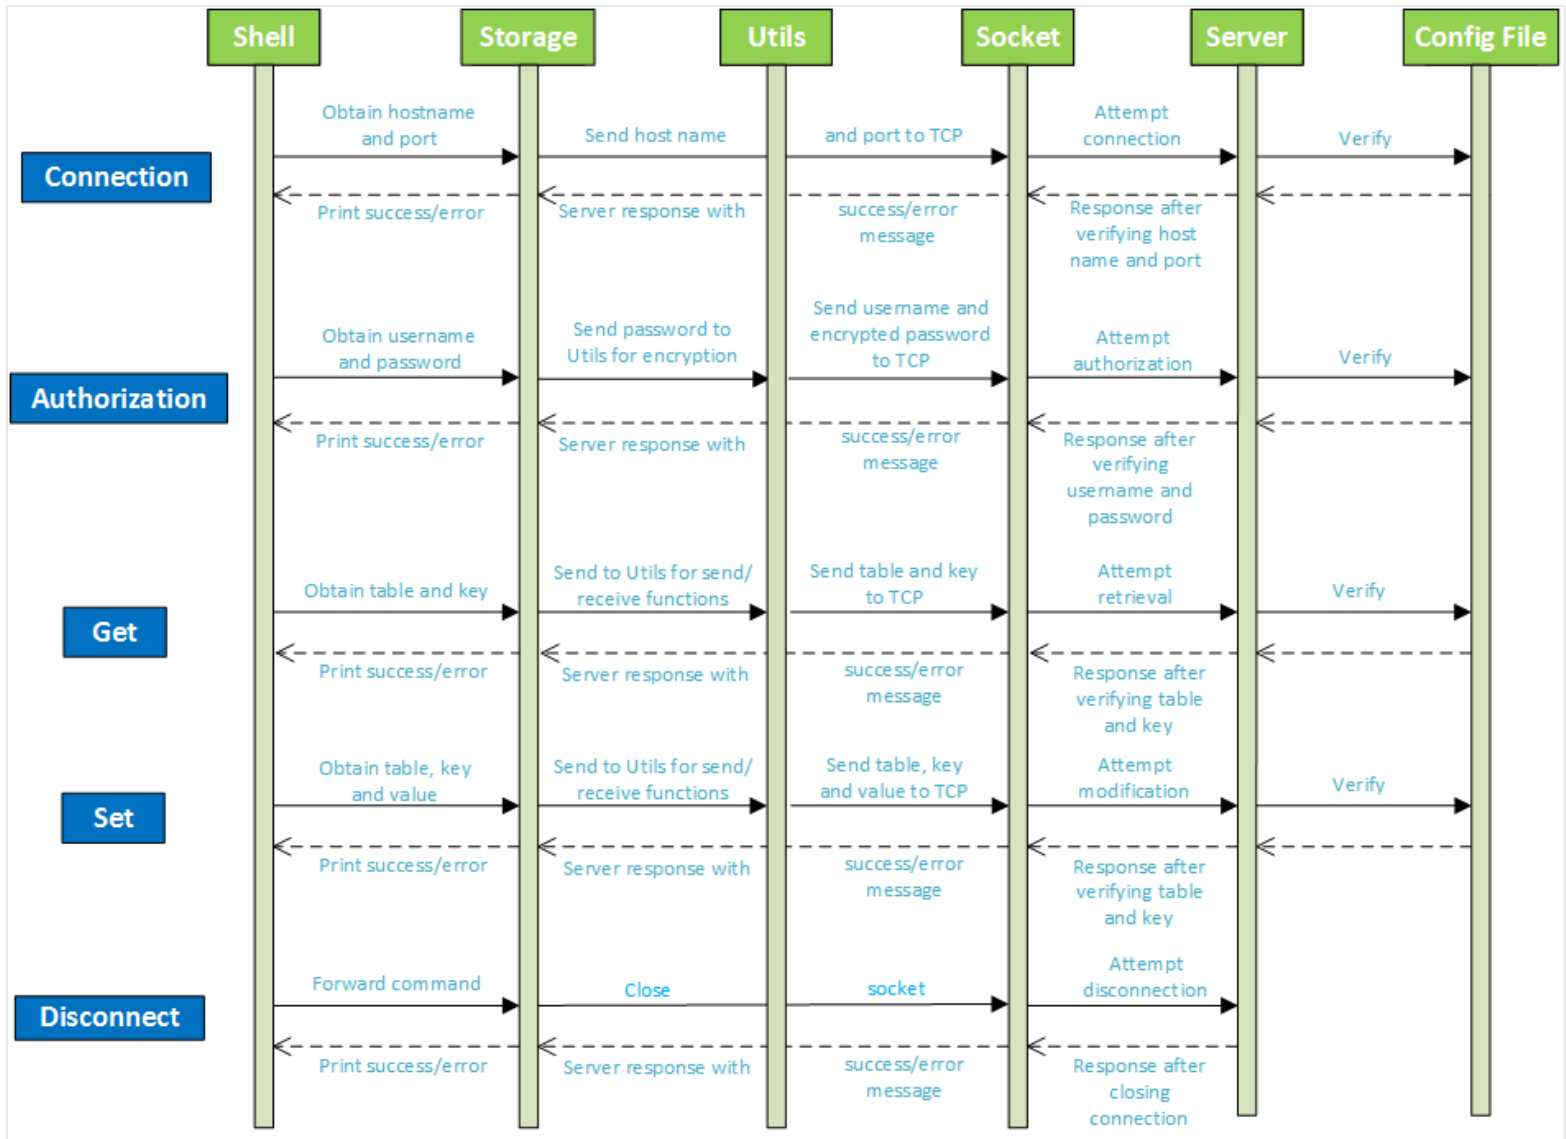 Shell
Storage
Utils
Socket
Server
Config File
Connection
Obtain hostname
and port
Send host name
and port to TCP
Attempt
connection
Verify
Print success/error
Server response with
success/error
message
Response after
verifying host
name and port
Authorization
Obtain username
and password
Send password to
Utils for encryption
Send username and
encrypted password
to TCP
Attempt
authorization
Verify
Print success/error
Server response with
success/error
message
Response after
verifying
username and
password
Get
Obtain table and key
Send to Utils for send/
receive functions
Send table and key
to TCP
Attempt
retrieval
Verify
Print success/error
Server response with
success/error
message
Response after
verifying table
and key
Set
Obtain table, key
and value
Send to Utils for send/
receive functions
Send table, key
and value to TCP
Attempt
modification
Verify
Print success/error
Server response with
success/error
message
Response after
verifying table
and key
Disconnect
Forward command
Close
socket
Attempt
disconnection
Print success/error
Server response with
success/error
message
Response after
closing
connection